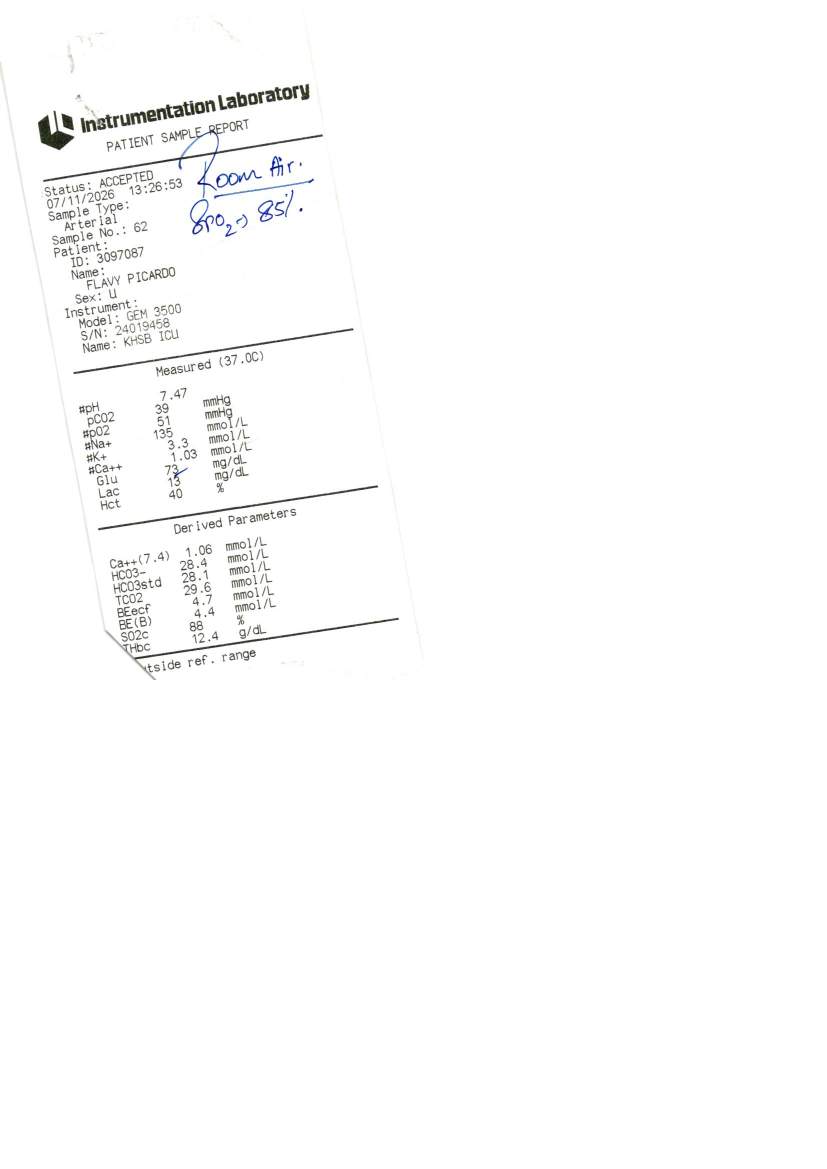 Instrumentation Laboratory
PATIENT SAMPLE REPORT
Status: ACCEPTED
07/11/2026 13:26:53
Sample Type:
Arterial
Sample No.: 62
Patient:
ID: 3097087
Name:
FLAVY PICARDO
Sex: U
Instrument:
Model: GEM 3500
S/N: 24019458
Name: KHSB ICU
Room Air.
SPO2→ 85%.
Measured (37.0C)
#pH 7.47
pCO2 39 mmHg
#pO2 51 mmHg
#Na+ 135 mmol/L
#K+ 3.3 mmol/L
#Ca++ 1.03 mmol/L
Glu 73 mg/dL
Lac 13 mg/dL
Hct 40 %
Derived Parameters
Ca++(7.4) 1.06 mmol/L
HCO3- 28.4 mmol/L
HCO3std 28.1 mmol/L
TCO2 29.6 mmol/L
BEecf 4.7 mmol/L
BE(B) 4.4 mmol/L
SO2c 88 %
THbc 12.4 g/dL
tside ref. range